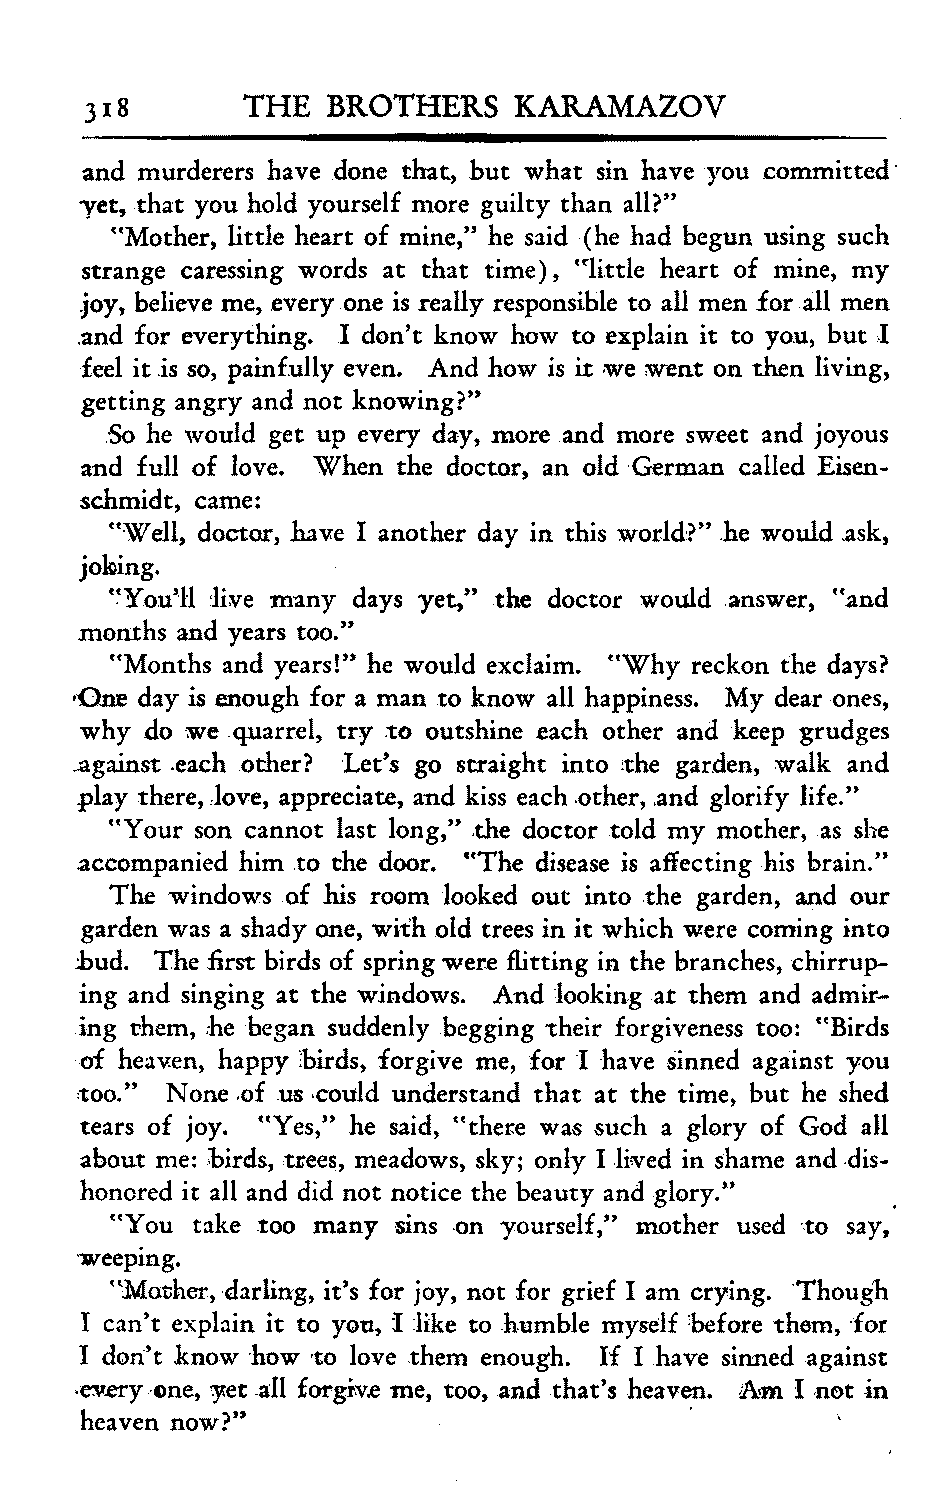 318 THE BROTHERS KARAMAZOV
and murderers have done that, but what sin have you committed
yet, that you hold yourself more guilty than all?"
"Mother, little heart of mine," he said (he had begun using such
strange caressing words at that time), "little heart of mine, my
joy, believe me, every one is really responsible to all men for all men
and for everything. I don't know how to explain it to you, but I
feel it is so, painfully even. And how is it we went on then living,
getting angry and not knowing?"
So he would get up every day, more and more sweet and joyous
and full of love. When the doctor, an old German called Eisen-
schmidt, came:
"Well, doctor, have I another day in this world?" he would ask,
joking.
"You'll live many days yet," the doctor would answer, "and
months and years too."
"Months and years!" he would exclaim. "Why reckon the days?
One day is enough for a man to know all happiness. My dear ones,
why do we quarrel, try to outshine each other and keep grudges
against each other? Let's go straight into the garden, walk and
play there, love, appreciate, and kiss each other, and glorify life."
"Your son cannot last long," the doctor told my mother, as she
accompanied him to the door. "The disease is affecting his brain."
The windows of his room looked out into the garden, and our
garden was a shady one, with old trees in it which were coming into
bud. The first birds of spring were flitting in the branches, chirrup-
ing and singing at the windows. And looking at them and admir-
ing them, he began suddenly begging their forgiveness too: "Birds
of heaven, happy birds, forgive me, for I have sinned against you
too." None of us could understand that at the time, but he shed
tears of joy. "Yes," he said, "there was such a glory of God all
about me: birds, trees, meadows, sky; only I lived in shame and dis-
honored it all and did not notice the beauty and glory."
"You take too many sins on yourself," mother used to say,
weeping.
"Mother, darling, it's for joy, not for grief I am crying. Though
I can't explain it to you, I like to humble myself before them, for
I don't know how to love them enough. If I have sinned against
every one, yet all forgive me, too, and that's heaven. Am I not in
heaven now?"